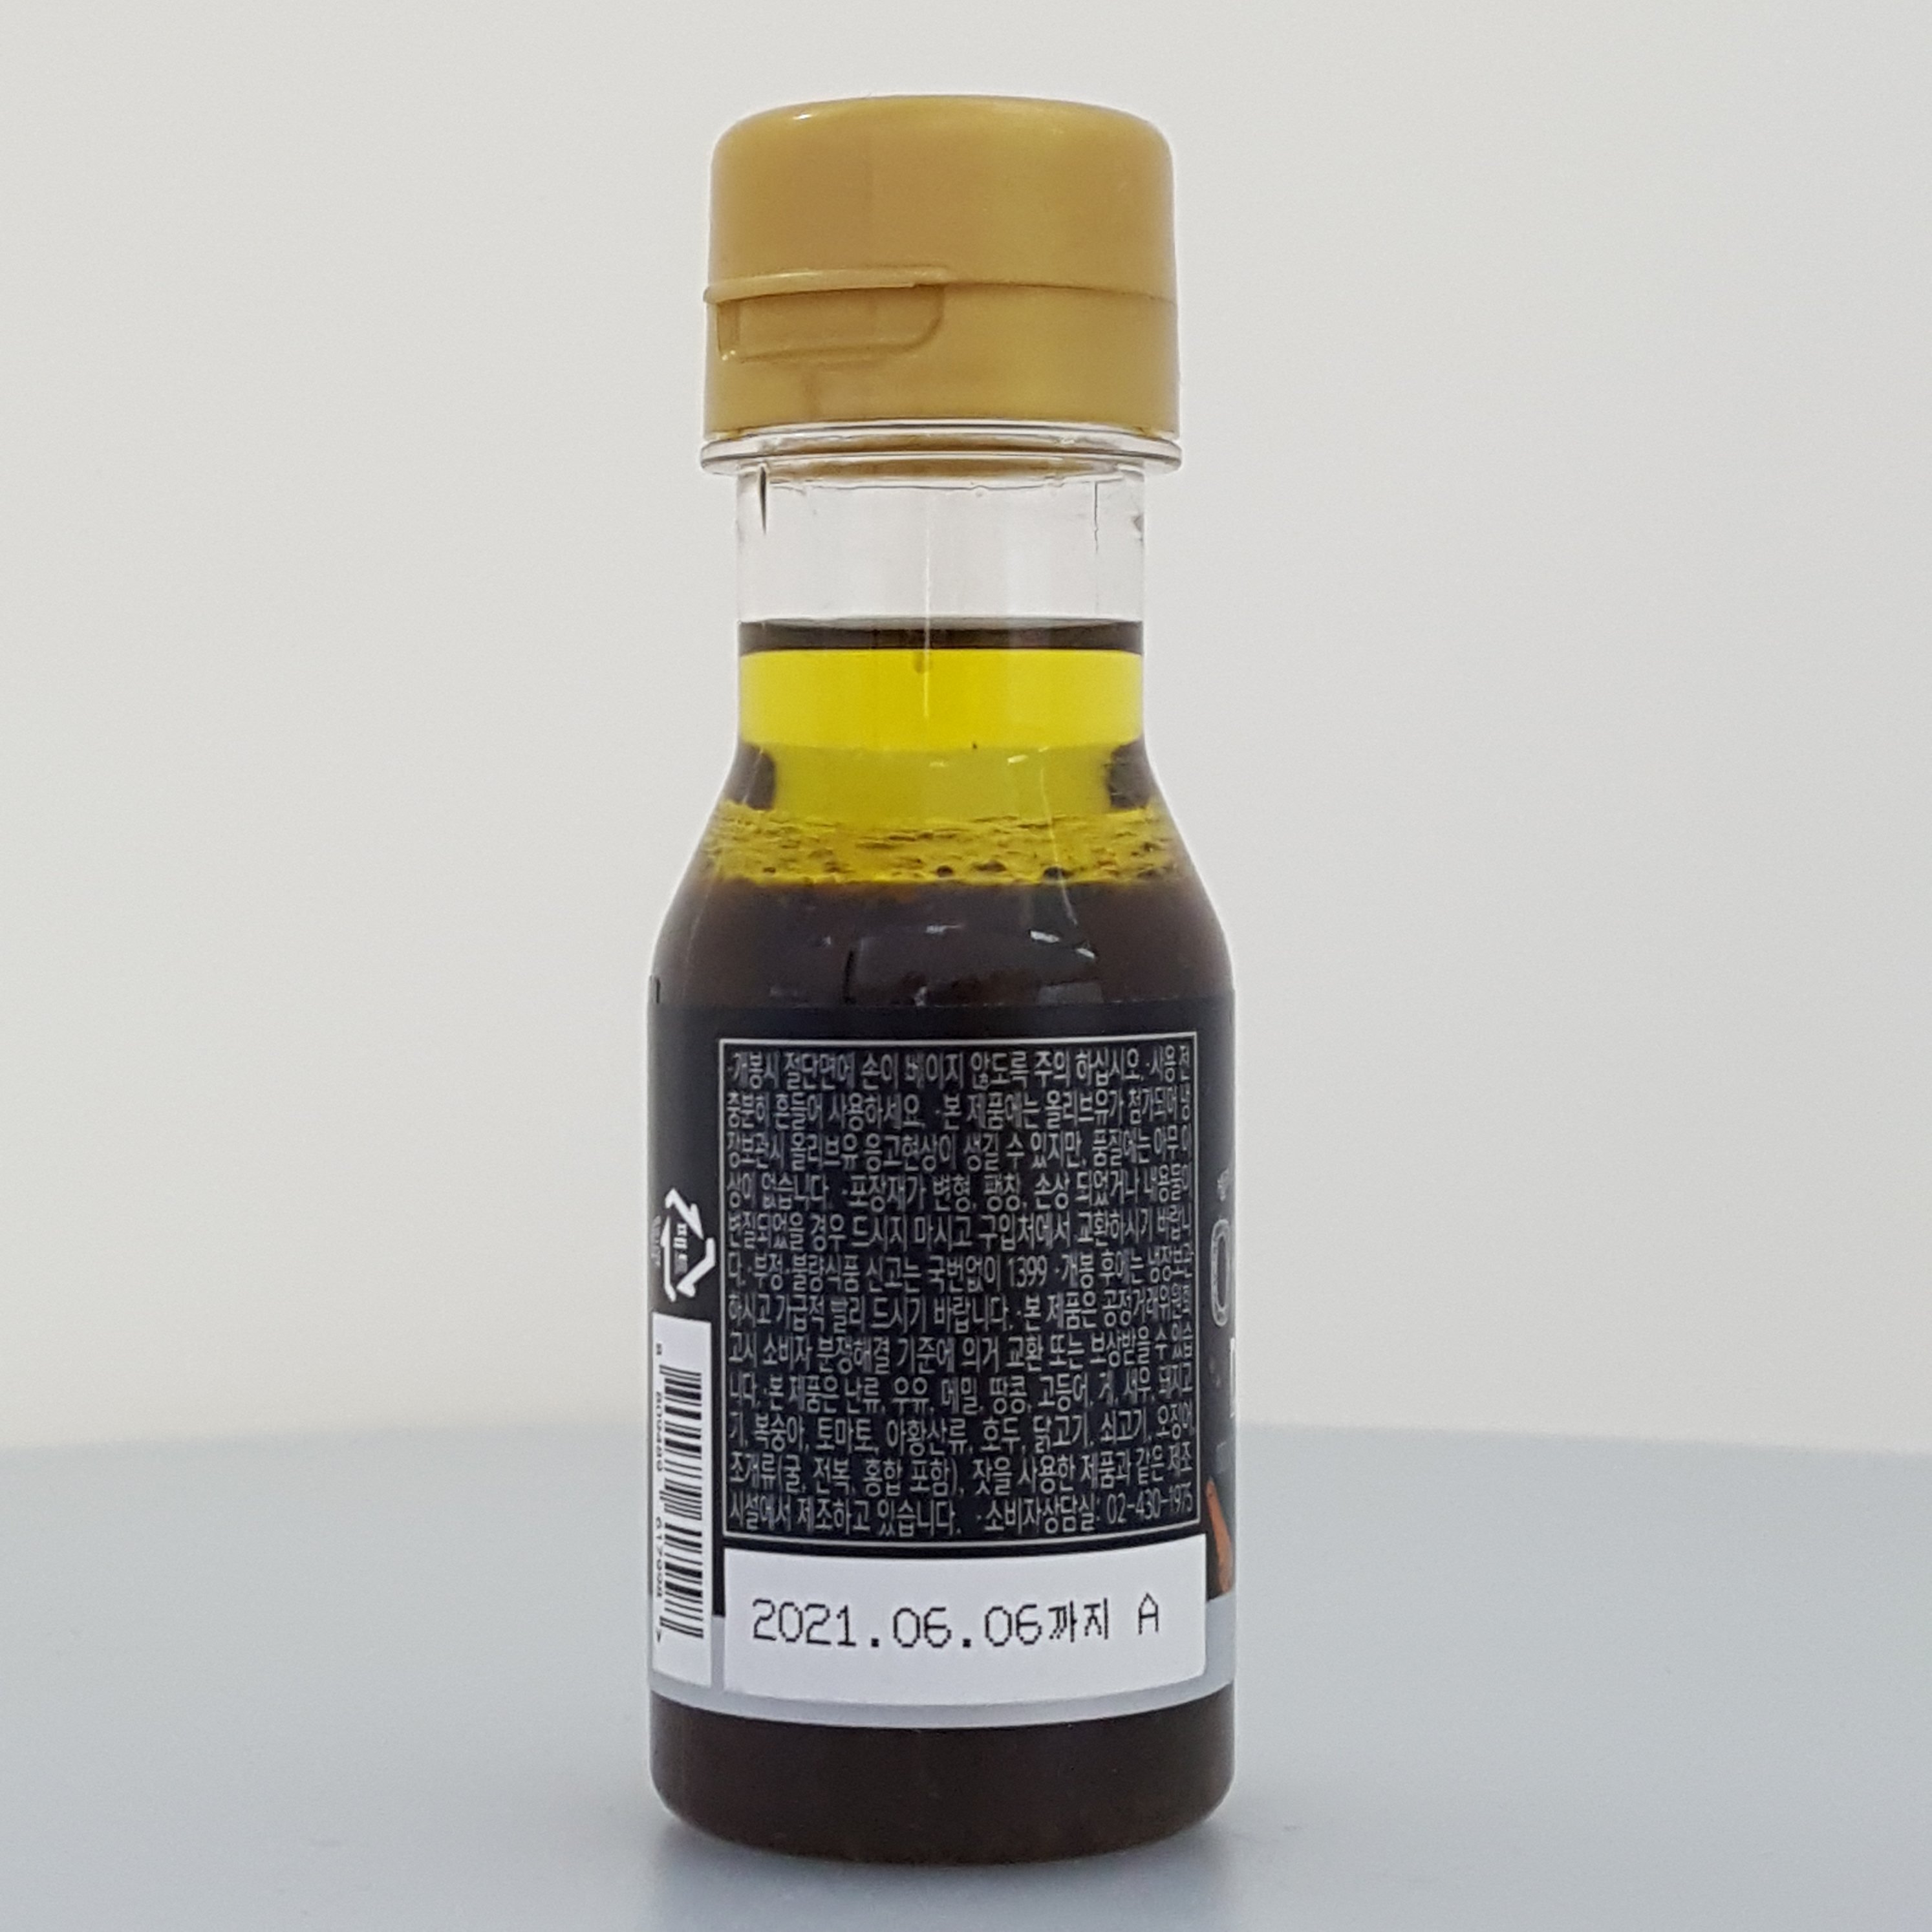 ·개봉시 절단면에 손이 베이지 않도록 주의 하십시오. ·사용 전
충분히 흔들어 사용하세요. ·본 제품에는 올리브유가 첨가되어 냉
장보관시 올리브유 응고현상이 생길 수 있지만, 품질에는 아무 이
상이 없습니다. ·포장재가 변형, 팽창, 손상 되었거나 내용물이
변질되었을 경우 드시지 마시고 구입처에서 교환하시기 바랍니
다. ·부정·불량식품 신고는 국번없이 1399 ·개봉 후에는 냉장보관
하시고 가급적 빨리 드시기 바랍니다. ·본 제품은 공정거래위원회
고시 소비자 분쟁해결 기준에 의거 교환 또는 보상받을 수 있습
니다. ·본 제품은 난류, 우유, 메밀, 땅콩, 고등어, 게, 새우, 돼지고
기, 복숭아, 토마토, 아황산류, 호두, 닭고기, 쇠고기, 오징어,
조개류(굴, 전복, 홍합 포함), 잣을 사용한 제품과 같은 제조
시설에서 제조하고 있습니다. ·소비자상담실: 02-430-1975
2021.06.06까지 A